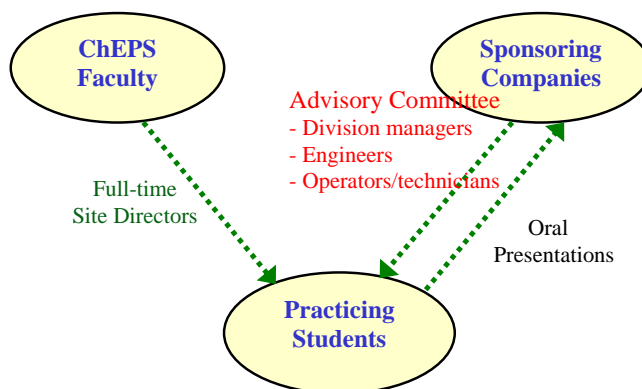 ChEPS
Faculty
Sponsoring
Companies
Advisory Committee
- Division managers
- Engineers
- Operators/technicians
Full-time
Site Directors
Oral
Presentations
Practicing
Students